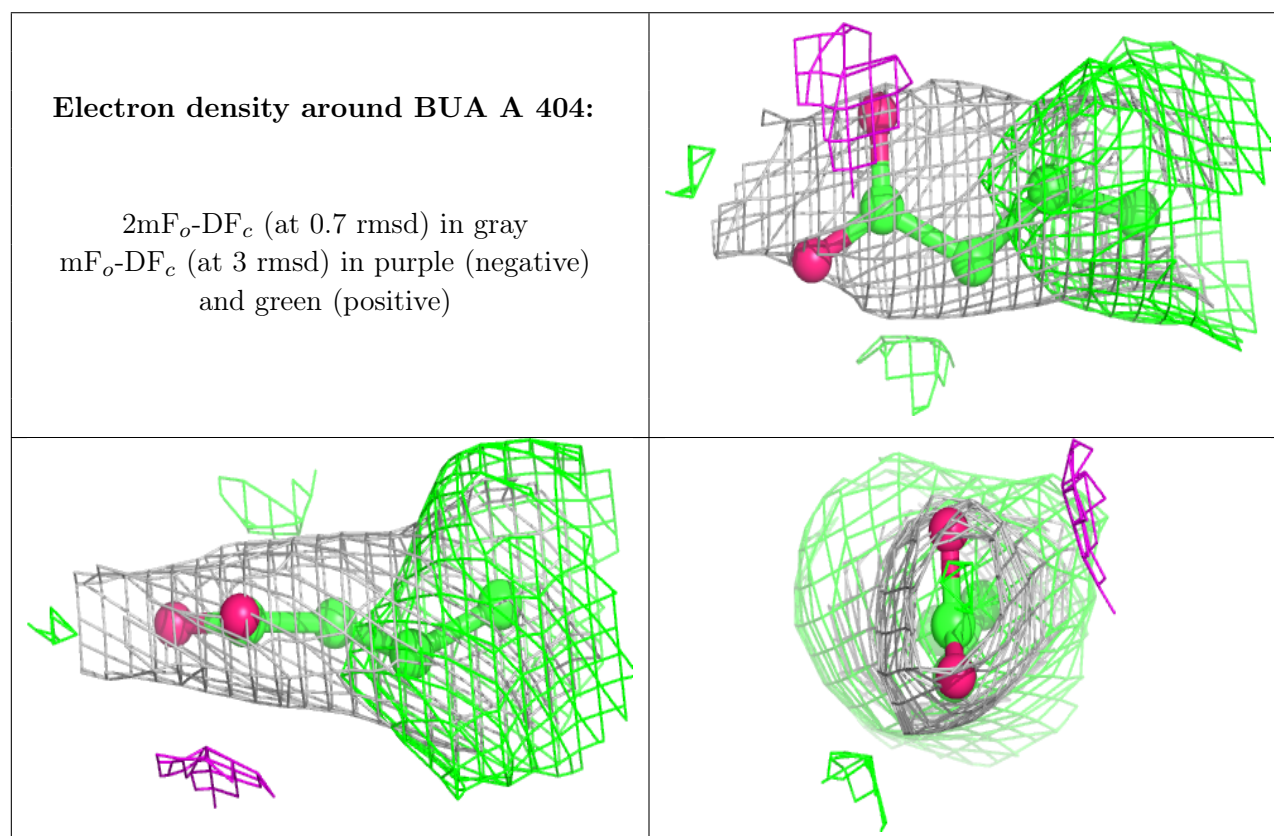 Electron density around BUA A 404:
2mFo-DFc (at 0.7 rmsd) in gray
mFo-DFc (at 3 rmsd) in purple (negative)
and green (positive)